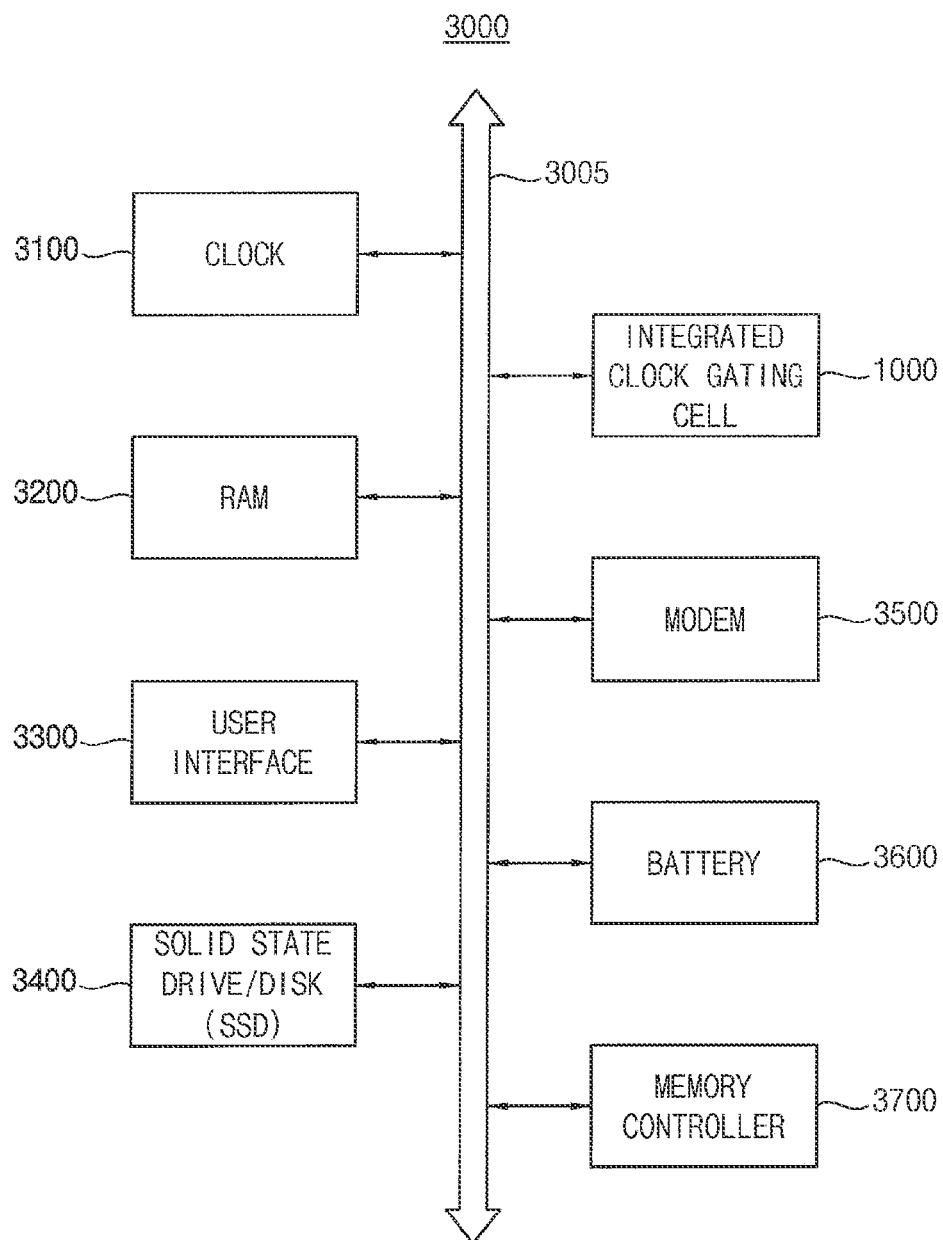 3000
3005
3100
CLOCK
INTEGRATED
CLOCK GATING
CELL
1000
3200
RAM
MODEM
3500
3300
USER
INTERFACE
BATTERY
3600
3400
SOLID STATE
DRIVE/DISK
(SSD)
MEMORY
CONTROLLER
3700